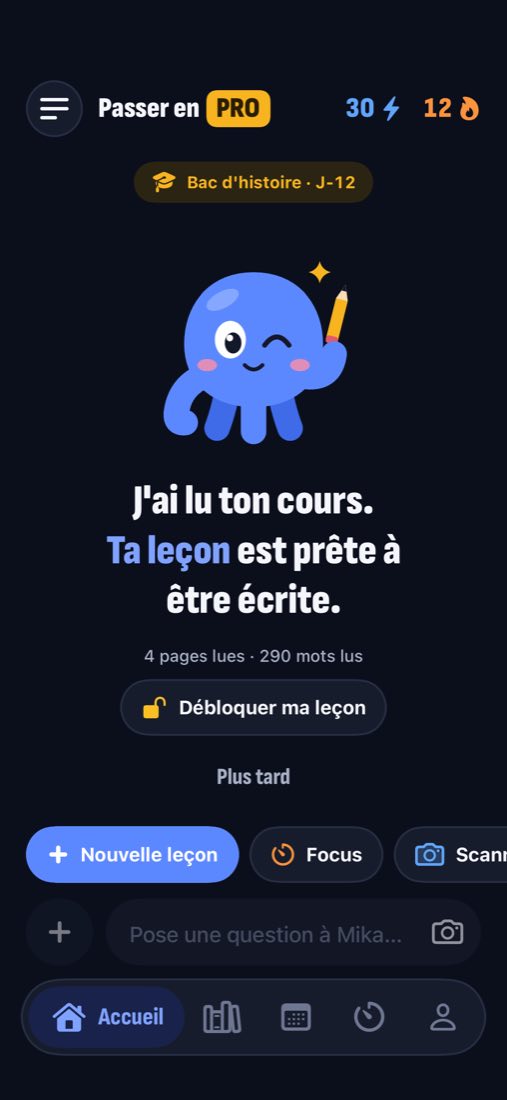 Passer en PRO
30
12
Bac d'histoire · J-12
J'ai lu ton cours.
Ta leçon est prête à
être écrite.
4 pages lues · 290 mots lus
Débloquer ma leçon
Plus tard
Nouvelle leçon
Focus
Scann
Pose une question à Mika...
Accueil